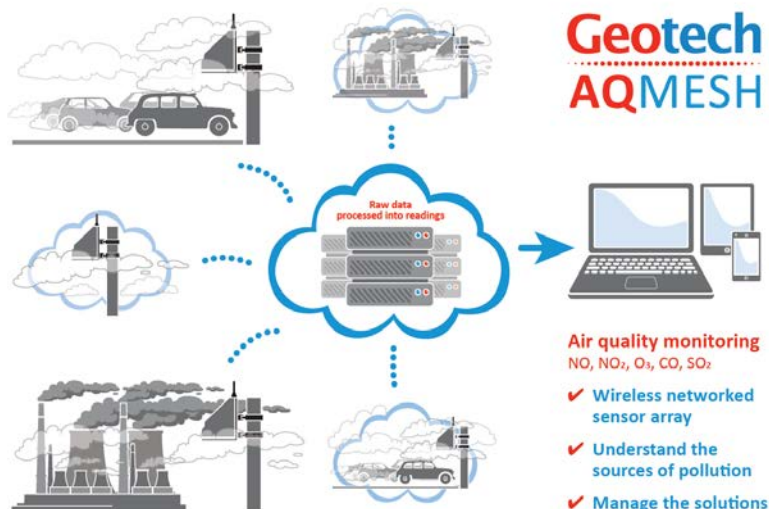 Geotech
AQMESH
Raw data
processed into readings
Air quality monitoring
NO, NO₂, O₃, CO, SO₂
✔ Wireless networked
sensor array
✔ Understand the
sources of pollution
✔ Manage the solutions